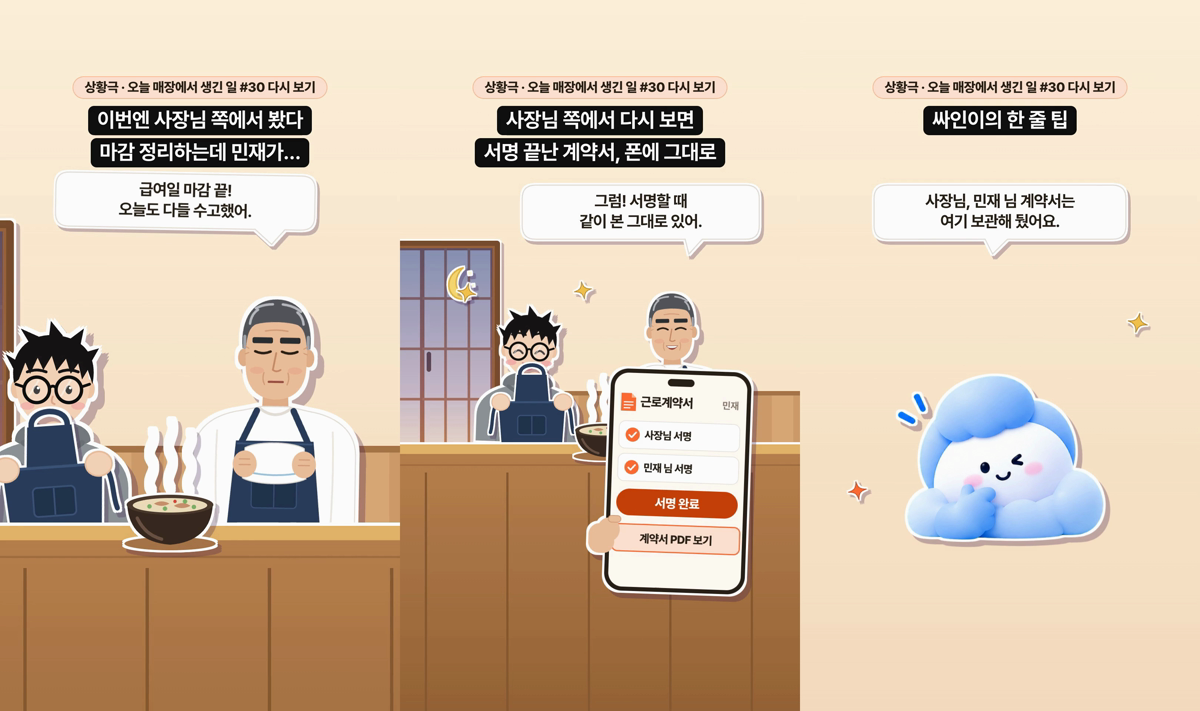 상황극 · 오늘 매장에서 생긴 일 #30 다시 보기
이번엔 사장님 쪽에서 봤다
마감 정리하는데 민재가...
급여일 마감 끝!
오늘도 다들 수고했어.
상황극 · 오늘 매장에서 생긴 일 #30 다시 보기
사장님 쪽에서 다시 보면
서명 끝난 계약서, 폰에 그대로
그럼! 서명할 때
같이 본 그대로 있어.
근로계약서 민재
사장님 서명
민재 님 서명
서명 완료
계약서 PDF 보기
상황극 · 오늘 매장에서 생긴 일 #30 다시 보기
싸인이의 한 줄 팁
사장님, 민재 님 계약서는
여기 보관해 뒀어요.